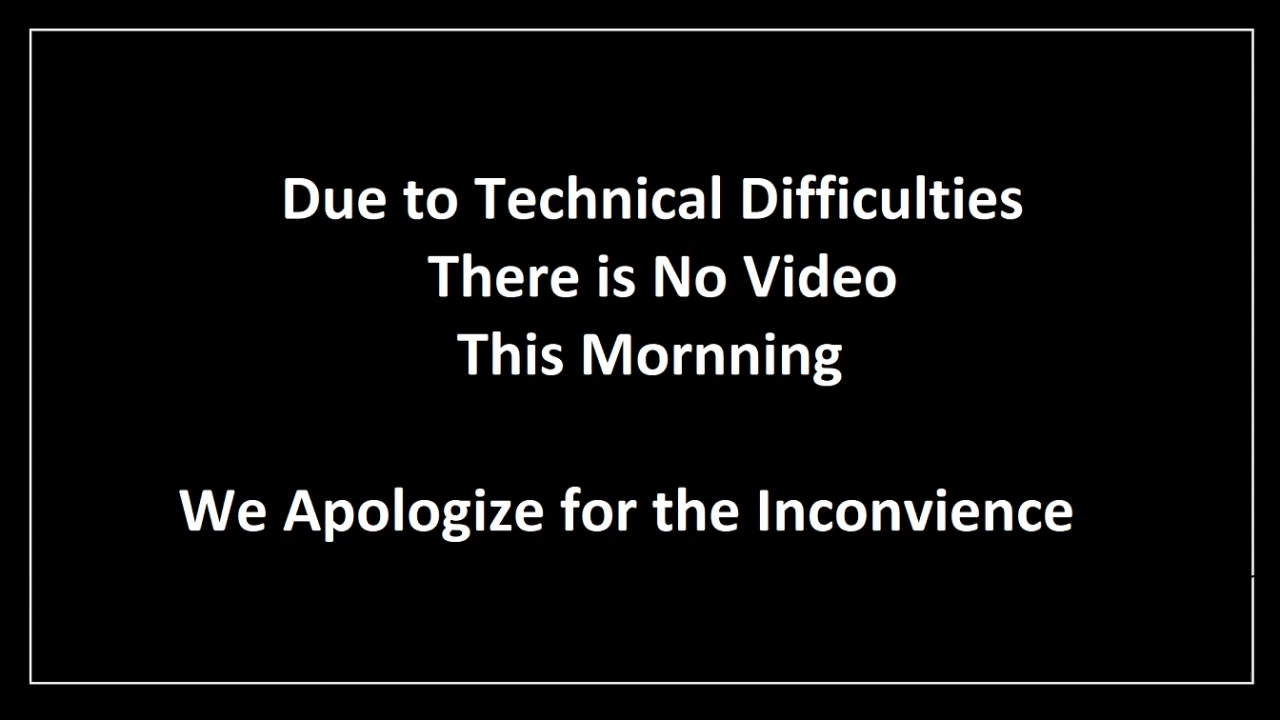 Due to Technical Difficulties
There is No Video
This Mornning
We Apologize for the Inconvience